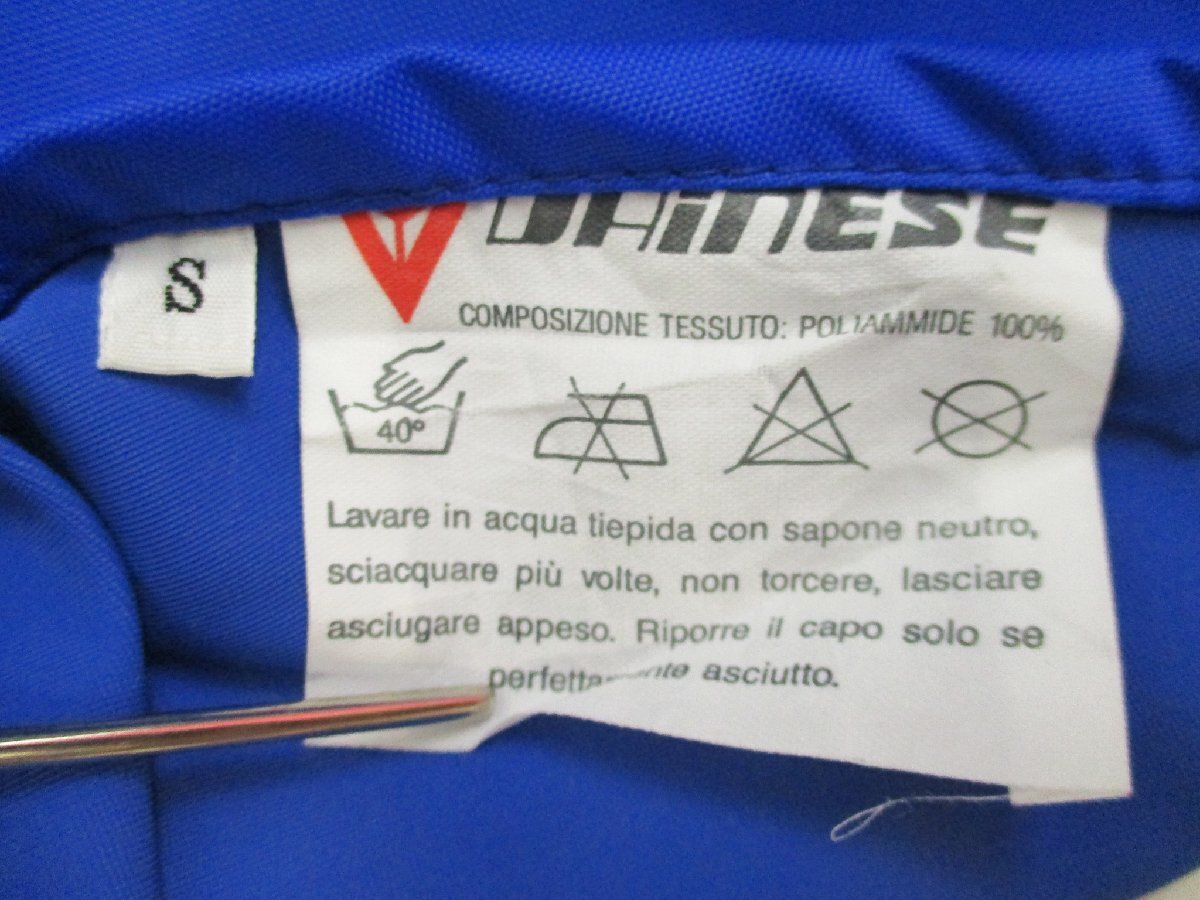 DAINESE
S
COMPOSIZIONE TESSUTO: POLIAMMIDE 100%
40°
Lavare in acqua tiepida con sapone neutro,
sciacquare più volte, non torcere, lasciare
asciugare appeso. Riporre il capo solo se
perfettamente asciutto.